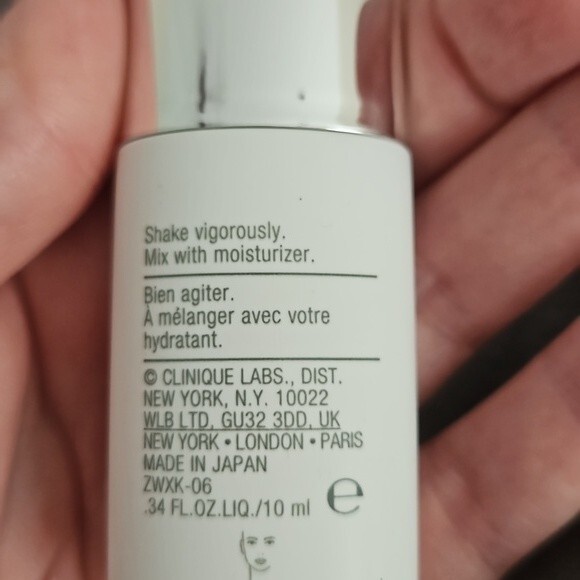 Shake vigorously.
Mix with moisturizer.
Bien agiter.
À mélanger avec votre
hydratant.
© CLINIQUE LABS., DIST.
NEW YORK, N.Y. 10022
WLB LTD, GU32 3DD, UK
NEW YORK • LONDON • PARIS
MADE IN JAPAN
ZWXK-06
.34 FL.OZ.LIQ./10 ml ℮